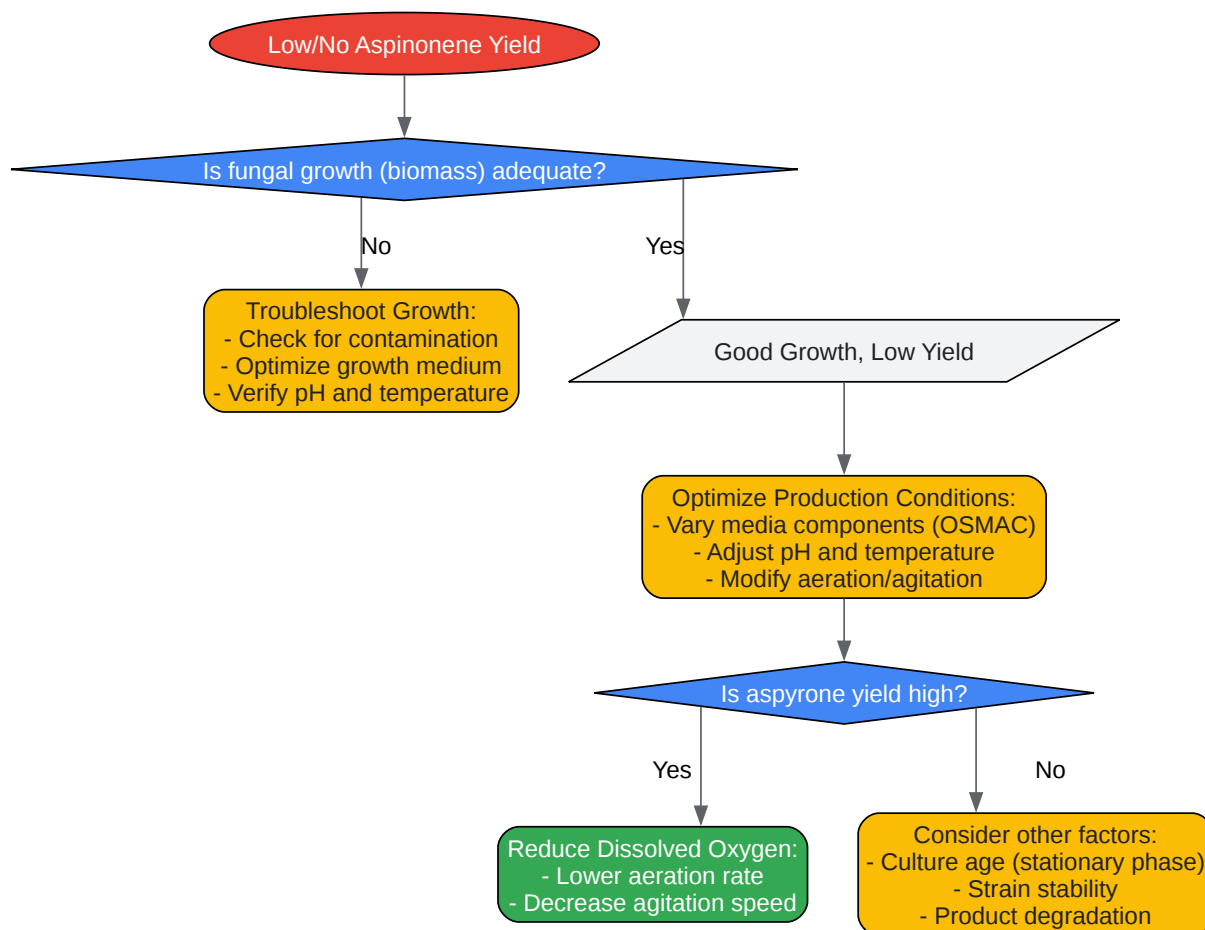 Low/No Aspinonene Yield
Is fungal growth (biomass) adequate?
No
Yes
Troubleshoot Growth:
- Check for contamination
- Optimize growth medium
- Verify pH and temperature
Good Growth, Low Yield
Optimize Production Conditions:
- Vary media components (OSMAC)
- Adjust pH and temperature
- Modify aeration/agitation
Is aspyrone yield high?
Yes
No
Reduce Dissolved Oxygen:
- Lower aeration rate
- Decrease agitation speed
Consider other factors:
- Culture age (stationary phase)
- Strain stability
- Product degradation